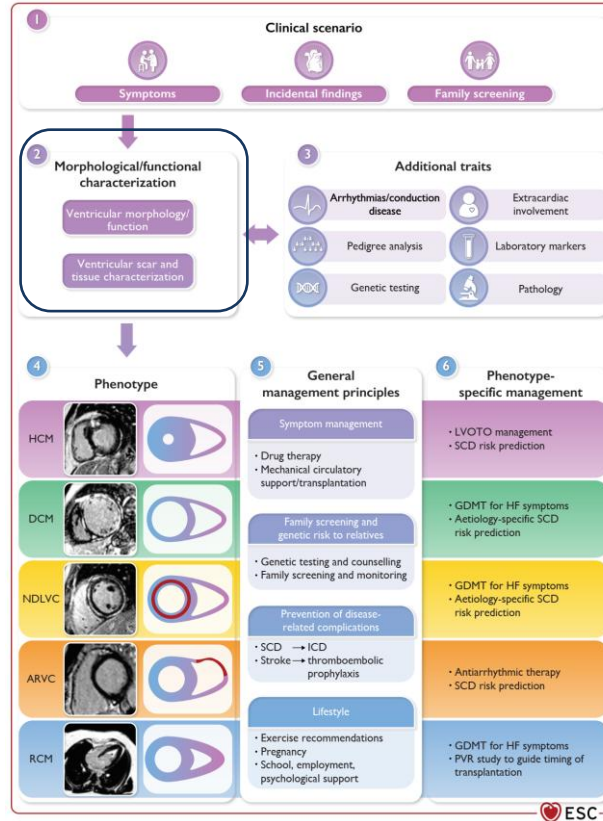 1
Clinical scenario
Symptoms
Incidental findings
Family screening
2
Morphological/functional
characterization
Ventricular morphology/
function
Ventricular scar and
tissue characterization
3
Additional traits
Arrhythmias/conduction
disease
Extracardiac
involvement
Pedigree analysis
Laboratory markers
Genetic testing
Pathology
4
Phenotype
HCM
DCM
NDLVC
ARVC
RCM
5
General
management principles
Symptom management
• Drug therapy
• Mechanical circulatory
support/transplantation
Family screening and
genetic risk to relatives
• Genetic testing and counselling
• Family screening and monitoring
Prevention of disease-
related complications
• SCD → ICD
• Stroke → thromboembolic
prophylaxis
Lifestyle
• Exercise recommendations
• Pregnancy
• School, employment,
psychological support
6
Phenotype-
specific management
• LVOTO management
• SCD risk prediction
• GDMT for HF symptoms
• Aetiology-specific SCD
risk prediction
• GDMT for HF symptoms
• Aetiology-specific SCD
risk prediction
• Antiarrhythmic therapy
• SCD risk prediction
• GDMT for HF symptoms
• PVR study to guide timing of
transplantation
ESC